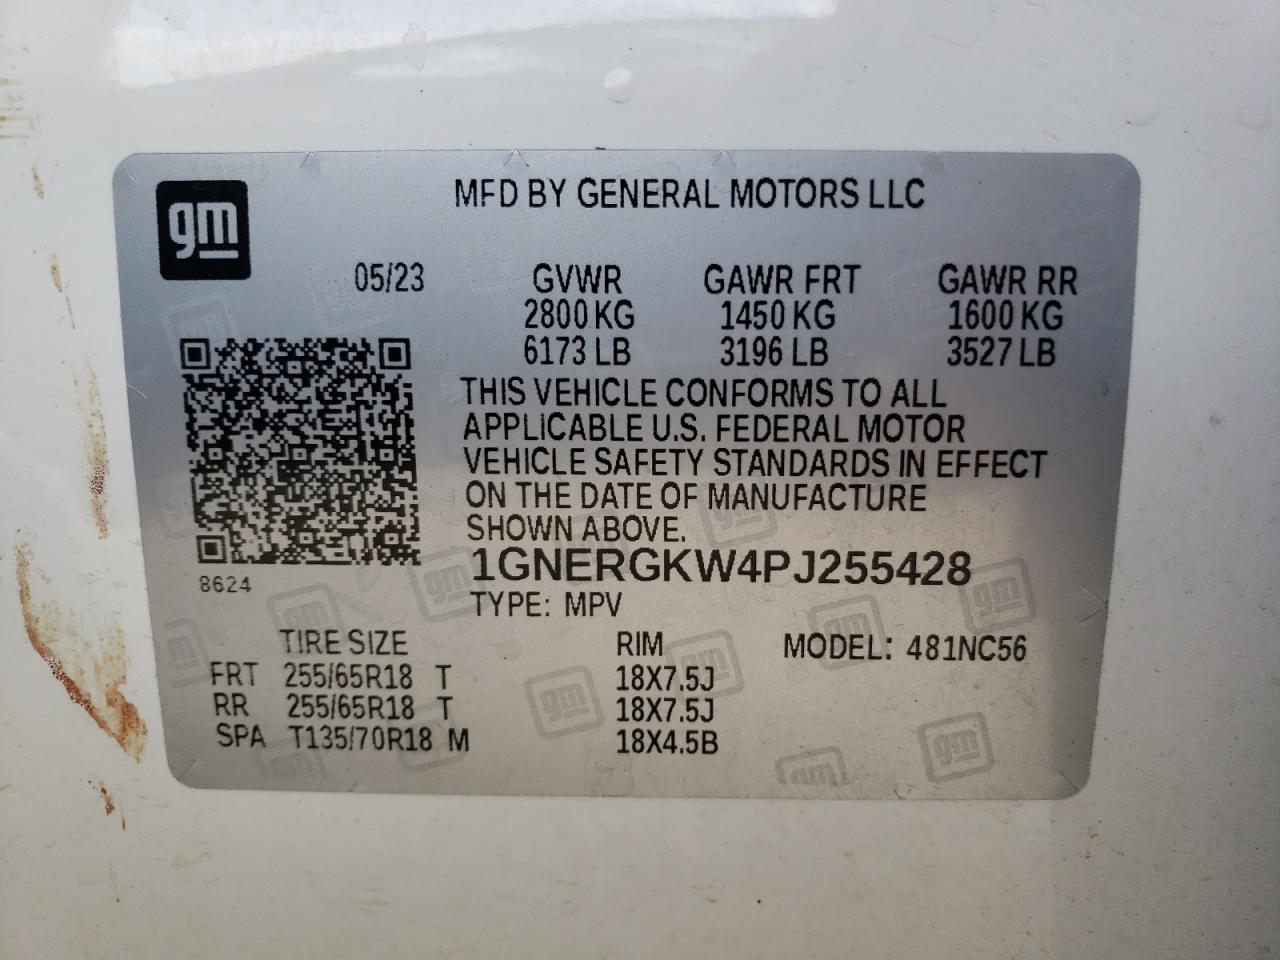 gm
MFD BY GENERAL MOTORS LLC
05/23 GVWR GAWR FRT GAWR RR
2800 KG 1450 KG 1600 KG
6173 LB 3196 LB 3527 LB
THIS VEHICLE CONFORMS TO ALL
APPLICABLE U.S. FEDERAL MOTOR
VEHICLE SAFETY STANDARDS IN EFFECT
ON THE DATE OF MANUFACTURE
SHOWN ABOVE.
1GNERGKW4PJ255428
8624
TYPE: MPV
TIRE SIZE RIM MODEL: 481NC56
FRT 255/65R18 T 18X7.5J
RR 255/65R18 T 18X7.5J
SPA T135/70R18 M 18X4.5B